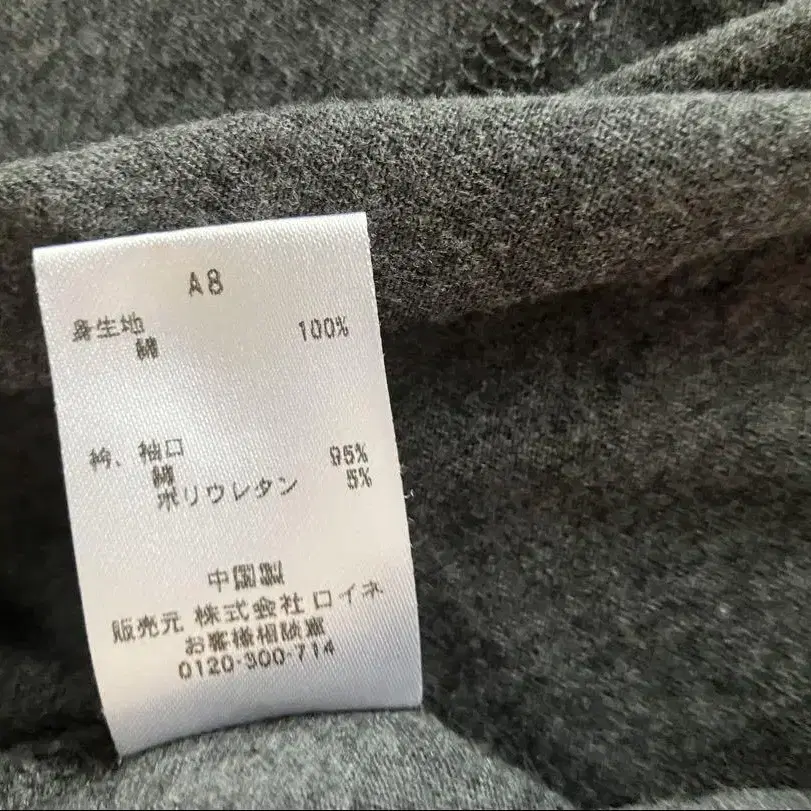 A8
身生地
綿 100%
衿、袖口
綿 95%
ポリウレタン 5%
中国製
販売元 株式会社 ロイネ
お客様相談室
0120-300-714